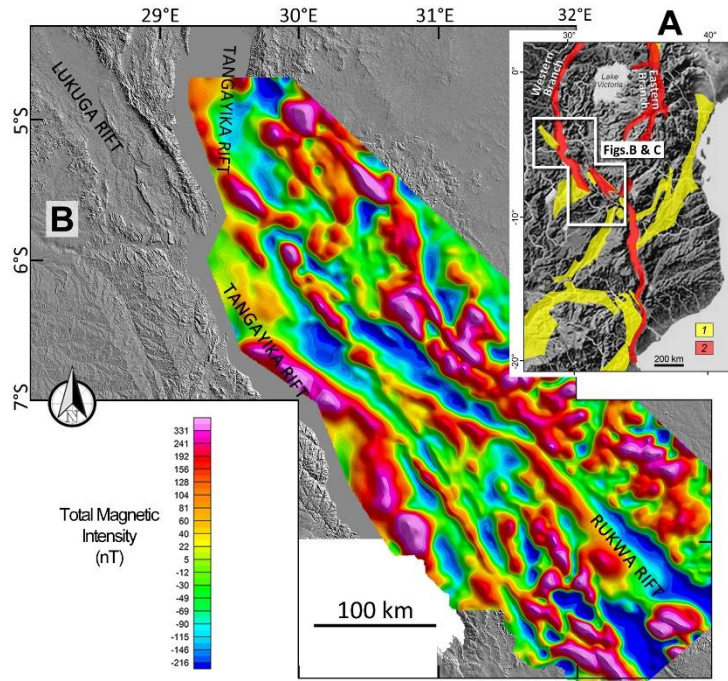 29°E
30°E
31°E
32°E
5°S
6°S
7°S
B
LUKUGA RIFT
TANGAYIKA RIFT
TANGAYIKA RIFT
RUKWA RIFT
N
A
30°
40°
0°
-10°
-20°
Western
Branch
Lake
Victoria
Eastern
Branch
Figs.B & C
1
2
200 km
Total Magnetic
Intensity
(nT)
331
241
192
156
128
104
81
60
40
22
5
-12
-30
-49
-69
-90
-115
-146
-216
100 km